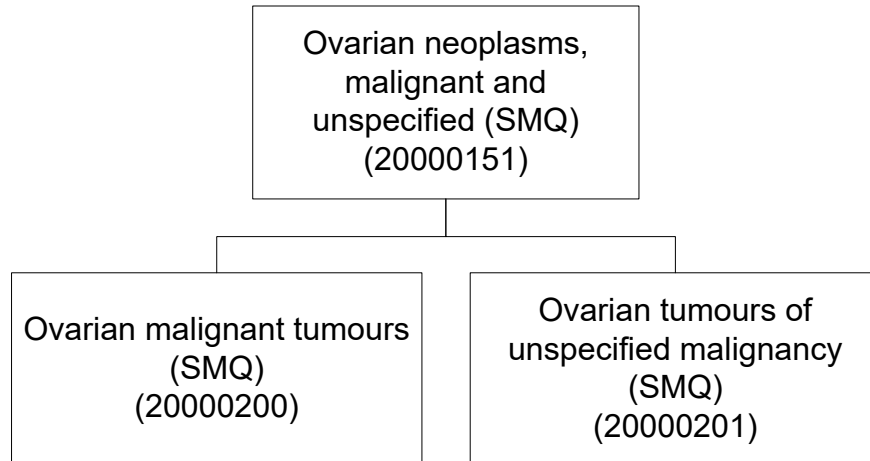 Ovarian neoplasms,
malignant and
unspecified (SMQ)
(20000151)
Ovarian malignant tumours
(SMQ)
(20000200)
Ovarian tumours of
unspecified malignancy
(SMQ)
(20000201)